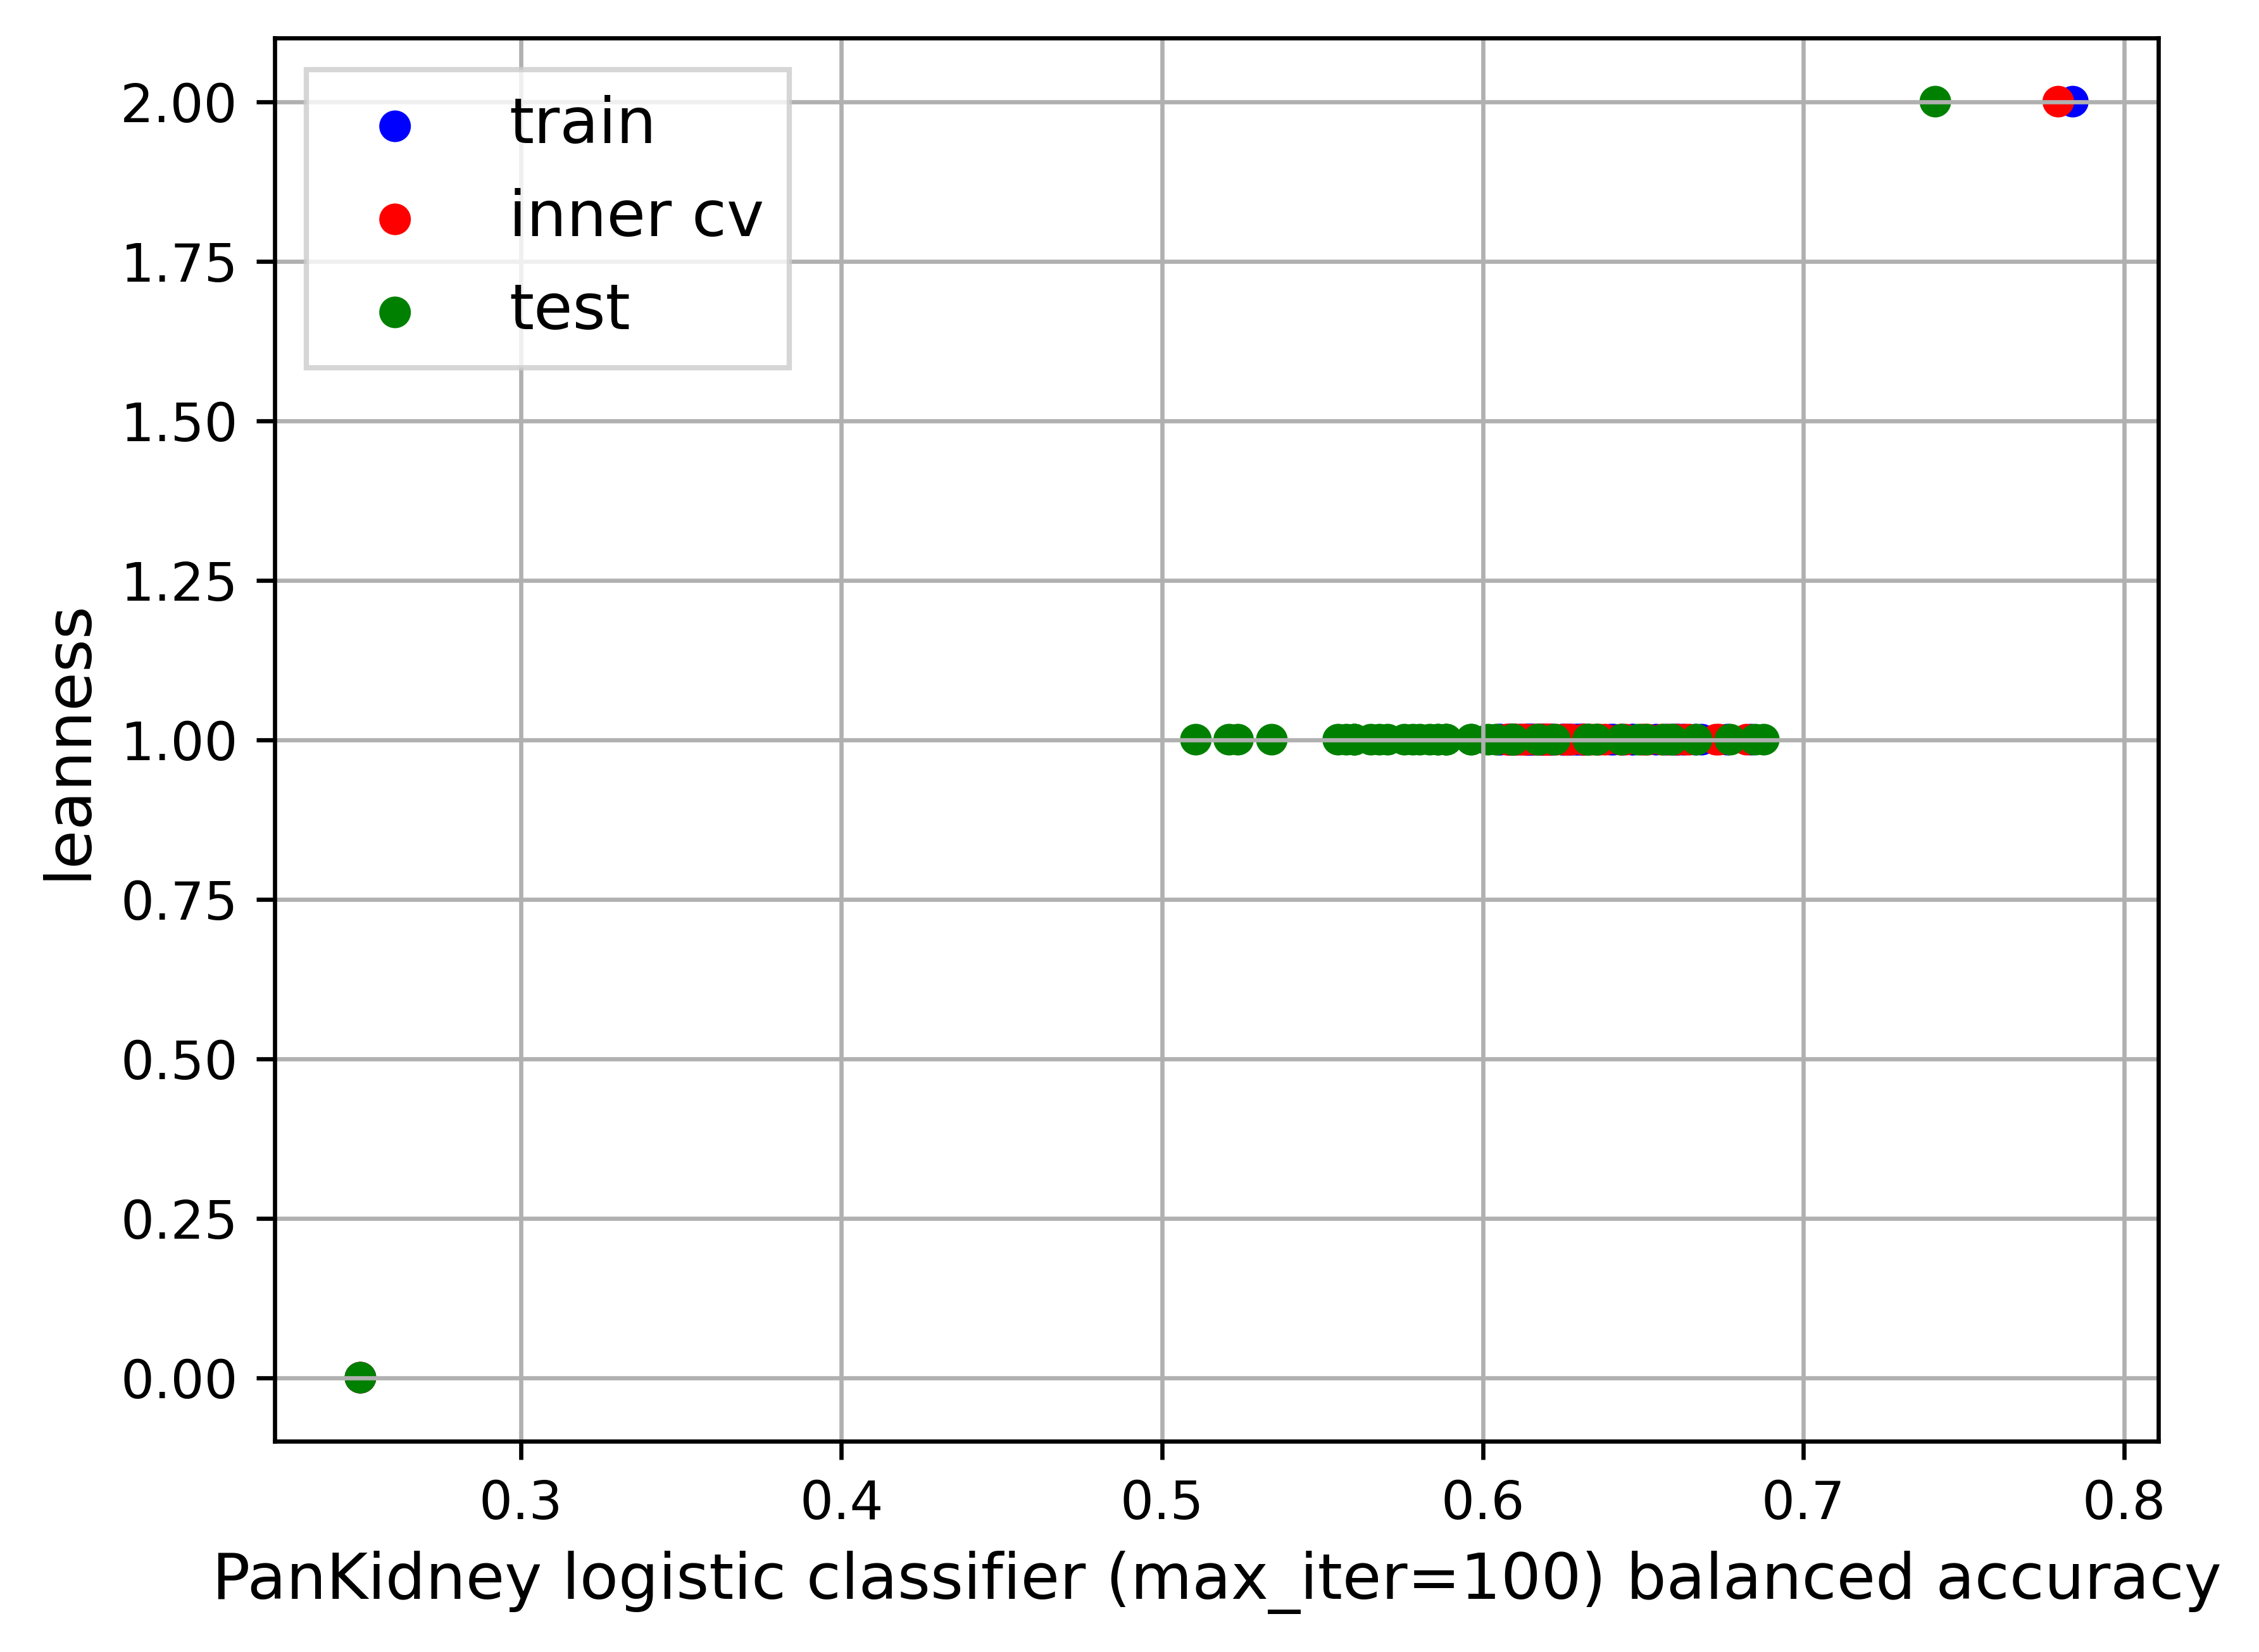 train
inner cv
test
2.00
1.75
1.50
1.25
1.00
0.75
0.50
0.25
0.00
leanness
0.3 0.4 0.5 0.6 0.7 0.8
PanKidney logistic classifier (max_iter=100) balanced accuracy